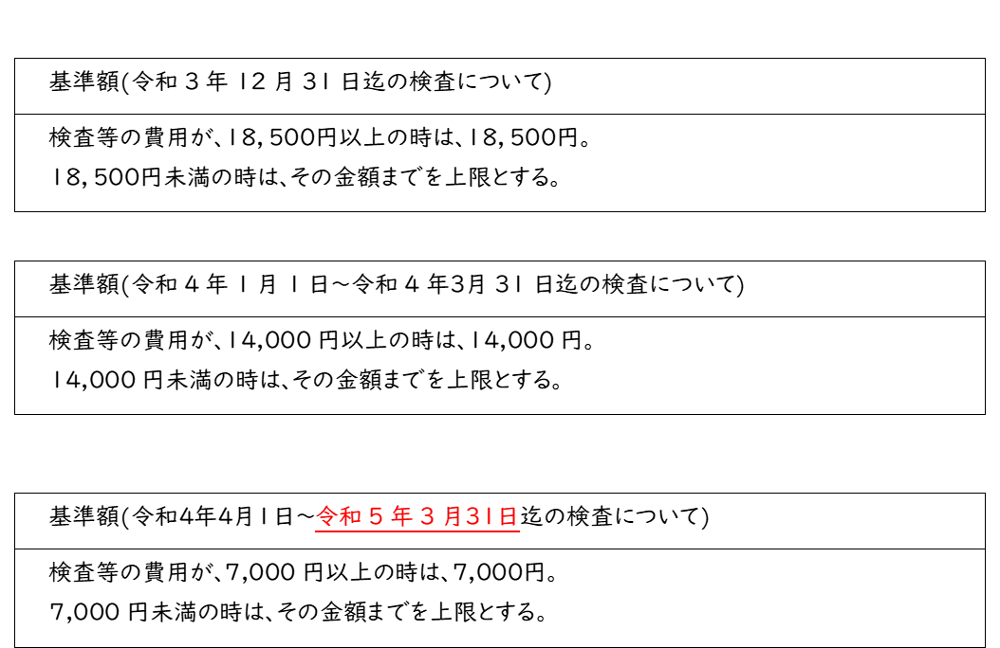 基準額(令和 3 年 12 月 31 日迄の検査について)
検査等の費用が、18,500円以上の時は、18,500円。
18,500円未満の時は、その金額までを上限とする。
基準額(令和 4 年 1 月 1 日～令和 4 年3月 31 日迄の検査について)
検査等の費用が、14,000 円以上の時は、14,000 円。
14,000 円未満の時は、その金額までを上限とする。
基準額(令和4年4月1日～令和 5 年 3 月31日迄の検査について)
検査等の費用が、7,000 円以上の時は、7,000円。
7,000 円未満の時は、その金額までを上限とする。